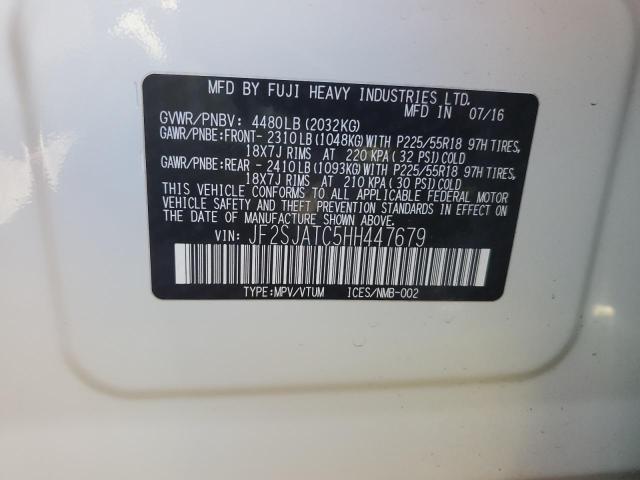 MFD BY FUJI HEAVY INDUSTRIES LTD.
MFD IN 07/16
GVWR/PNBV: 4480LB (2032KG)
GAWR/PNBE:FRONT- 2310LB (1048KG) WITH P225/55R18 97H TIRES,
18X7J RIMS AT 220 KPA ( 32 PSI) COLD
GAWR/PNBE:REAR - 2410LB (1093KG) WITH P225/55R18 97H TIRES,
18X7J RIMS AT 210 KPA ( 30 PSI) COLD
THIS VEHICLE CONFORMS TO ALL APPLICABLE FEDERAL MOTOR
VEHICLE SAFETY AND THEFT PREVENTION STANDARDS IN EFFECT
ON THE DATE OF MANUFACTURE SHOWN ABOVE.
VIN: JF2SJATC5HH447679
TYPE:MPV/VTUM ICES/NMB-002